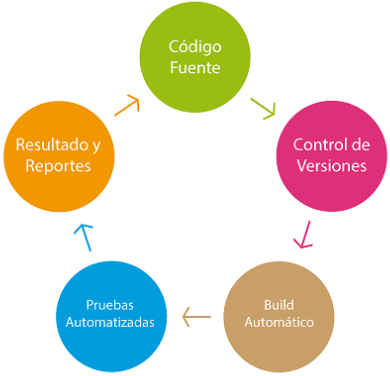 Código
Fuente
Control de
Versiones
Build
Automático
Pruebas
Automatizadas
Resultado y
Reportes